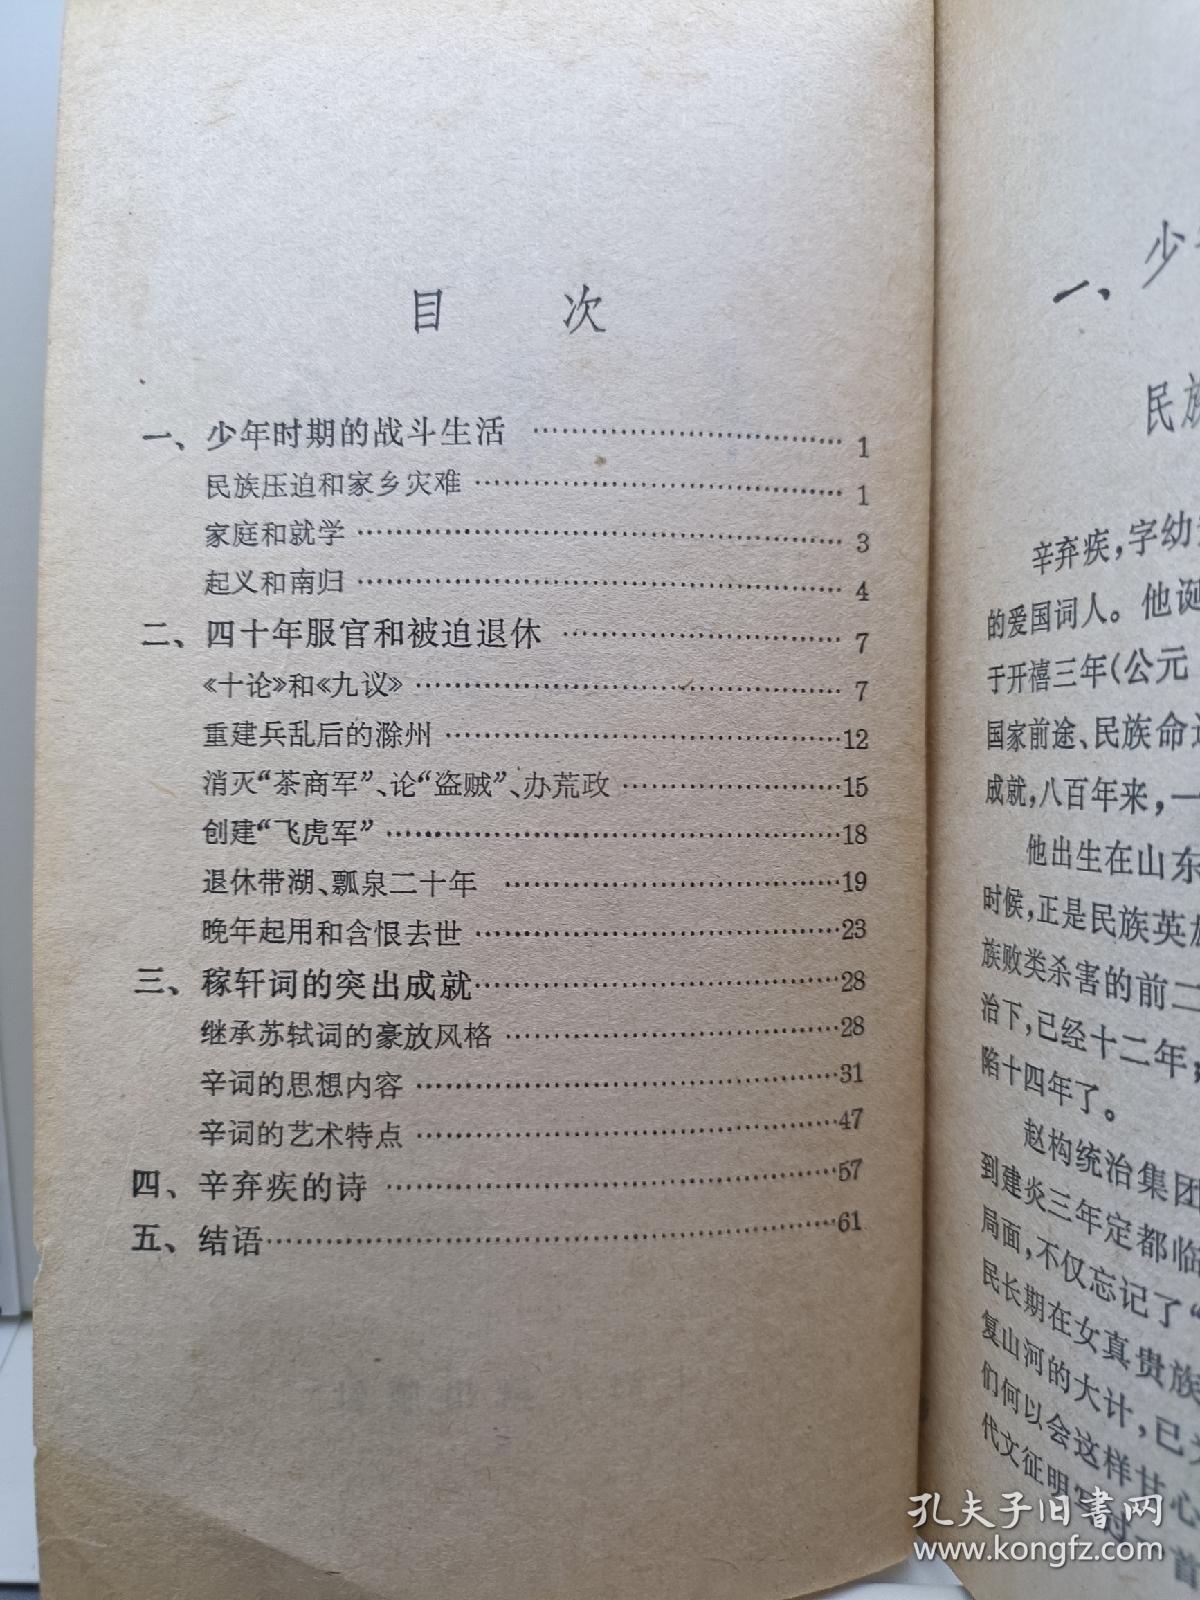 目 次
一、少年时期的战斗生活 …… 1
民族压迫和家乡灾难 …… 1
家庭和就学 …… 3
起义和南归 …… 4
二、四十年服官和被迫退休 …… 7
《十论》和《九议》 …… 7
重建兵乱后的滁州 …… 12
消灭“茶商军”、论“盗贼”、办荒政 …… 15
创建“飞虎军” …… 18
退休带湖、瓢泉二十年 …… 19
晚年起用和含恨去世 …… 23
三、稼轩词的突出成就 …… 28
继承苏轼词的豪放风格 …… 28
辛词的思想内容 …… 31
辛词的艺术特点 …… 47
四、辛弃疾的诗 …… 57
五、结语 …… 61
一、少
民族
辛弃疾，字幼
的爱国词人。他诞
于开禧三年（公元
国家前途、民族命运
成就，八百年来，一
他出生在山东
时候，正是民族英雄
族败类杀害的前二
治下，已经十二年，
陷十四年了。
赵构统治集团
到建炎三年定都临
局面，不仅忘记了“
民长期在女真贵族
复山河的大计，已
们何以会这样甘心
代文征明写过一首
孔夫子旧书网
www.kongfz.com